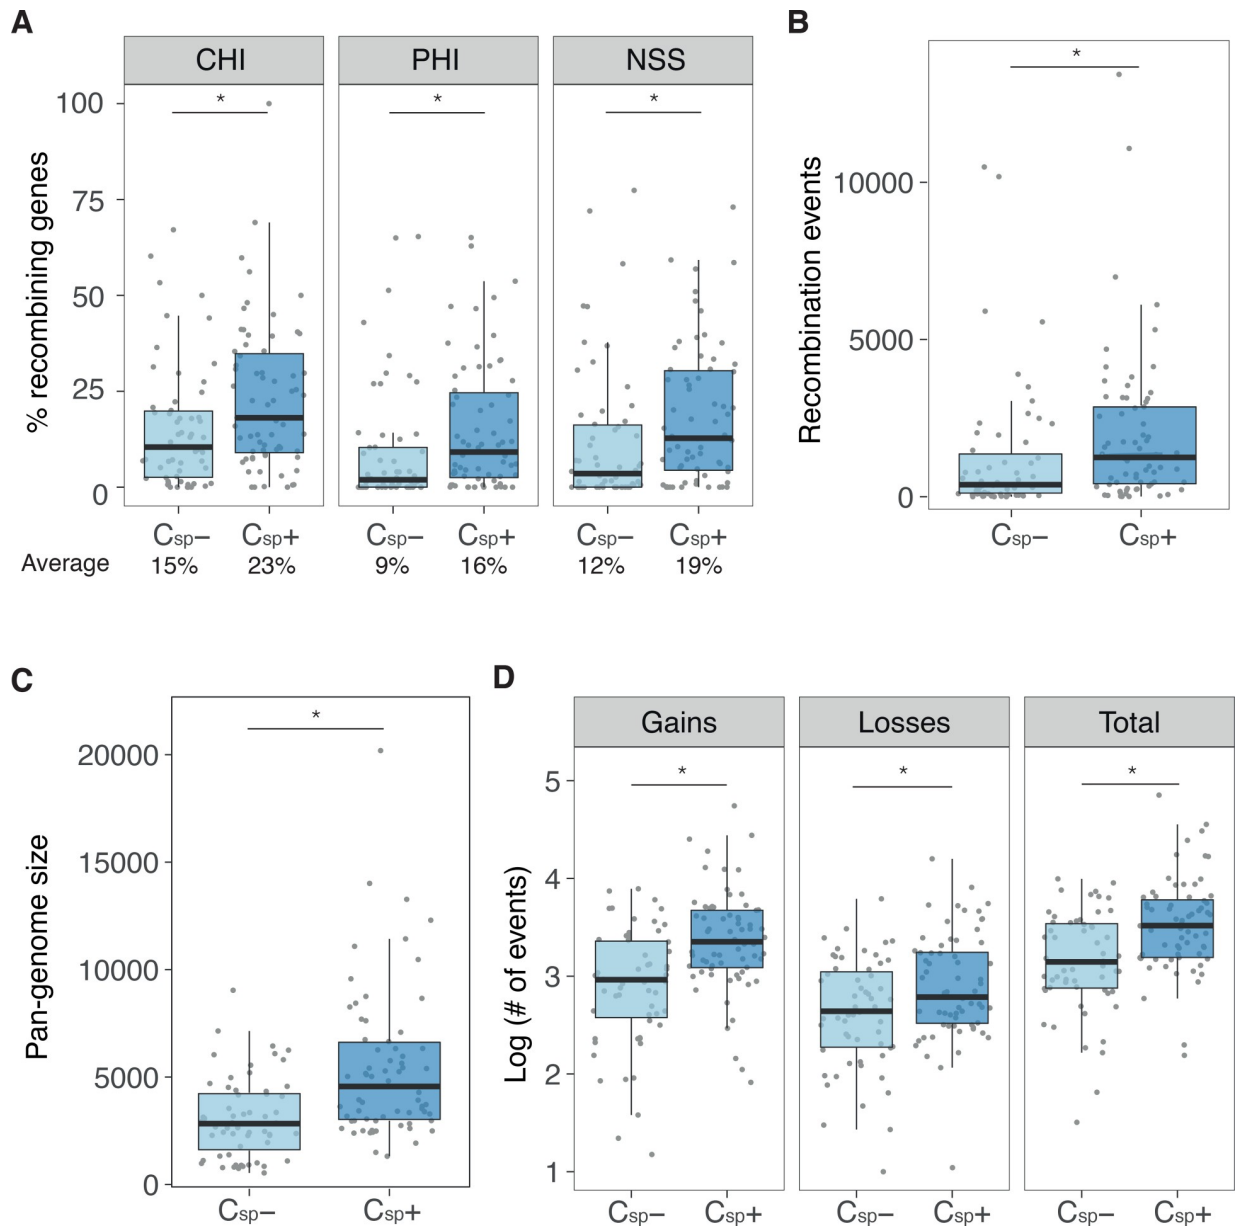 A
CHI PHI NSS
* * *
% recombining genes
100
75
50
25
0
Csp− Csp+ Csp− Csp+ Csp− Csp+
Average 15% 23% 9% 16% 12% 19%
B
*
Recombination events
10000
5000
0
Csp− Csp+
C
*
Pan-genome size
20000
15000
10000
5000
0
Csp− Csp+
D
Gains Losses Total
* * *
Log (# of events)
5
4
3
2
1
Csp− Csp+ Csp− Csp+ Csp− Csp+